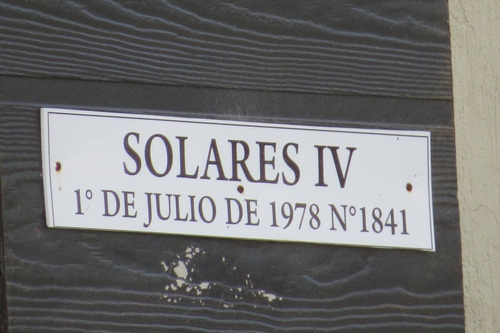 SOLARES IV
1° DE JULIO DE 1978 N°1841